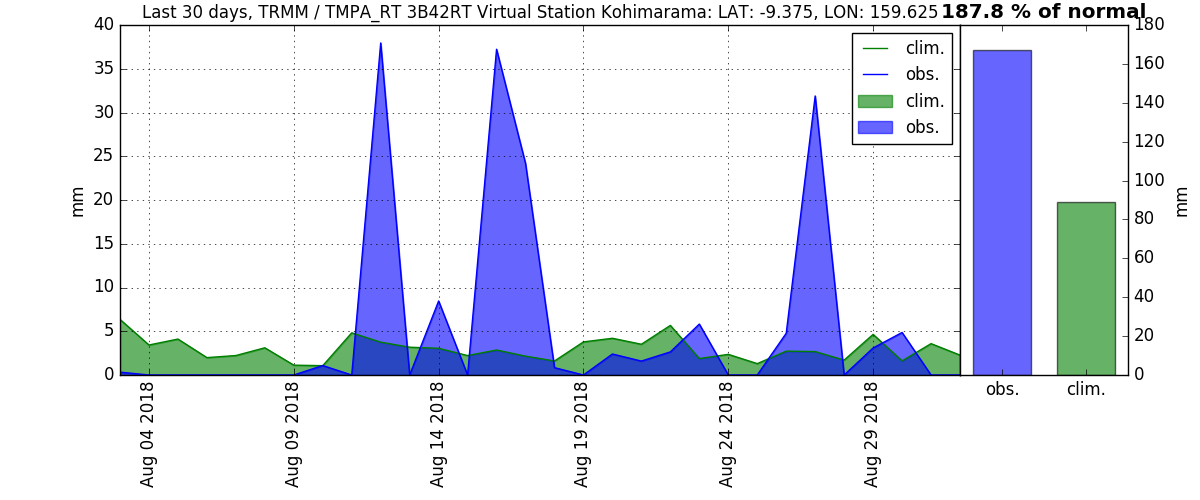 Last 30 days, TRMM / TMPA_RT 3B42RT Virtual Station Kohimarama: LAT: -9.375, LON: 159.625
187.8 % of normal
40
35
30
25
20
15
10
5
0
mm
Aug 04 2018
Aug 09 2018
Aug 14 2018
Aug 19 2018
Aug 24 2018
Aug 29 2018
clim.
obs.
clim.
obs.
180
160
140
120
100
80
60
40
20
0
mm
obs.
clim.